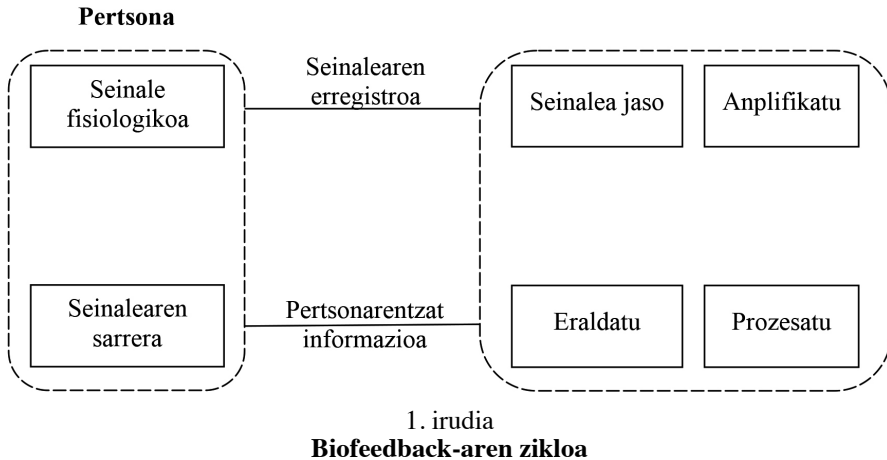 Pertsona
Seinale
fisiologikoa
Seinalearen
erregistroa
Seinalea jaso
Anplifikatu
Seinalearen
sarrera
Pertsonarentzat
informazioa
Eraldatu
Prozesatu
1. irudia
Biofeedback-aren zikloa